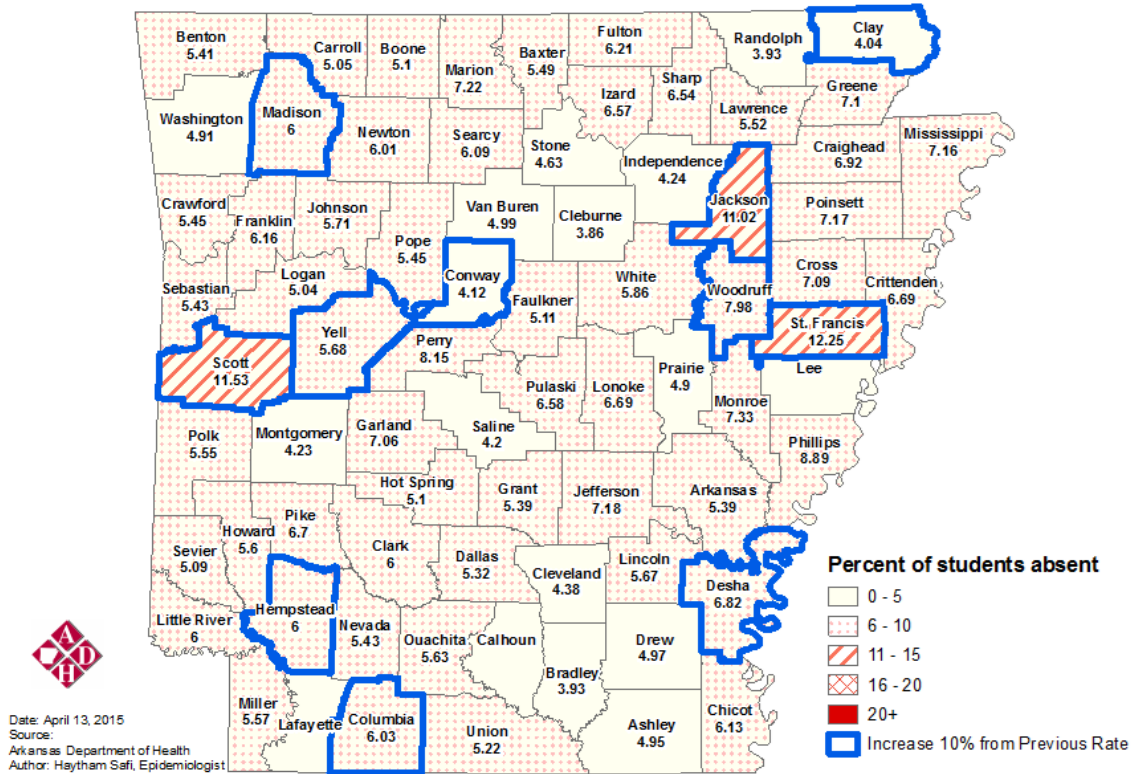 Benton
5.41
Carroll
5.05
Boone
5.1
Marion
7.22
Baxter
5.49
Fulton
6.21
Randolph
3.93
Clay
4.04
Sharp
6.54
Izard
6.57
Greene
7.1
Lawrence
5.52
Washington
4.91
Madison
6
Newton
6.01
Searcy
6.09
Stone
4.63
Independence
4.24
Craighead
6.92
Mississippi
7.16
Crawford
5.45
Franklin
6.16
Johnson
5.71
Pope
5.45
Van Buren
4.99
Cleburne
3.86
Jackson
11.02
Poinsett
7.17
Sebastian
5.43
Logan
5.04
Conway
4.12
Faulkner
5.11
White
5.86
Woodruff
7.98
Cross
7.09
Crittenden
6.69
St. Francis
12.25
Scott
11.53
Yell
5.68
Perry
8.15
Pulaski
6.58
Lonoke
6.69
Prairie
4.9
Lee
Monroe
7.33
Polk
5.55
Montgomery
4.23
Garland
7.06
Saline
4.2
Phillips
8.89
Hot Spring
5.1
Grant
5.39
Jefferson
7.18
Arkansas
5.39
Sevier
5.09
Howard
5.6
Pike
6.7
Clark
6
Dallas
5.32
Cleveland
4.38
Lincoln
5.67
Desha
6.82
Little River
6
Hempstead
6
Nevada
5.43
Ouachita
5.63
Calhoun
Bradley
3.93
Drew
4.97
Miller
5.57
Lafayette
Columbia
6.03
Union
5.22
Ashley
4.95
Chicot
6.13
Percent of students absent
0 - 5
6 - 10
11 - 15
16 - 20
20+
Increase 10% from Previous Rate
A
D
H
Date: April 13, 2015
Source:
Arkansas Department of Health
Author: Haytham Safi, Epidemiologist